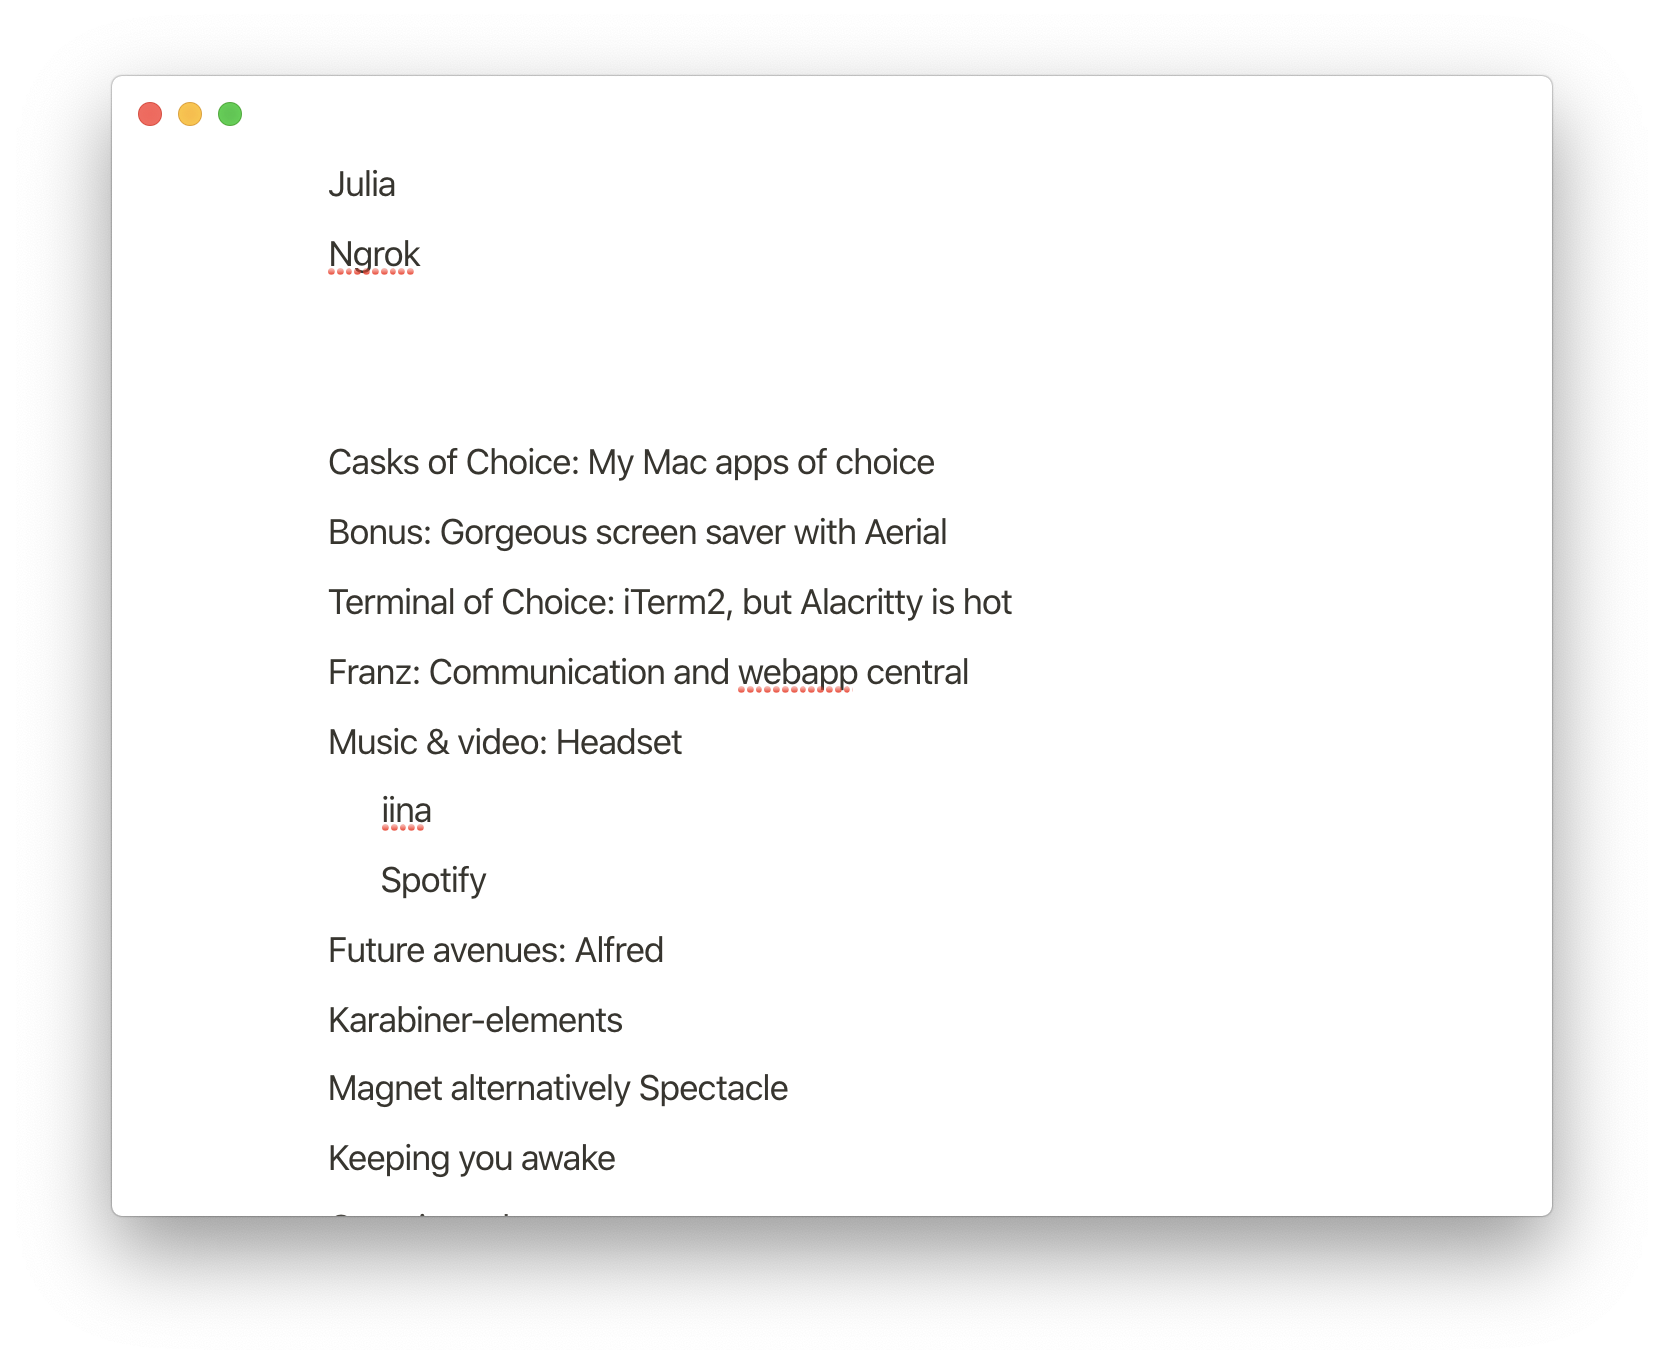 Julia
Ngrok
Casks of Choice: My Mac apps of choice
Bonus: Gorgeous screen saver with Aerial
Terminal of Choice: iTerm2, but Alacritty is hot
Franz: Communication and webapp central
Music & video: Headset
iina
Spotify
Future avenues: Alfred
Karabiner-elements
Magnet alternatively Spectacle
Keeping you awake